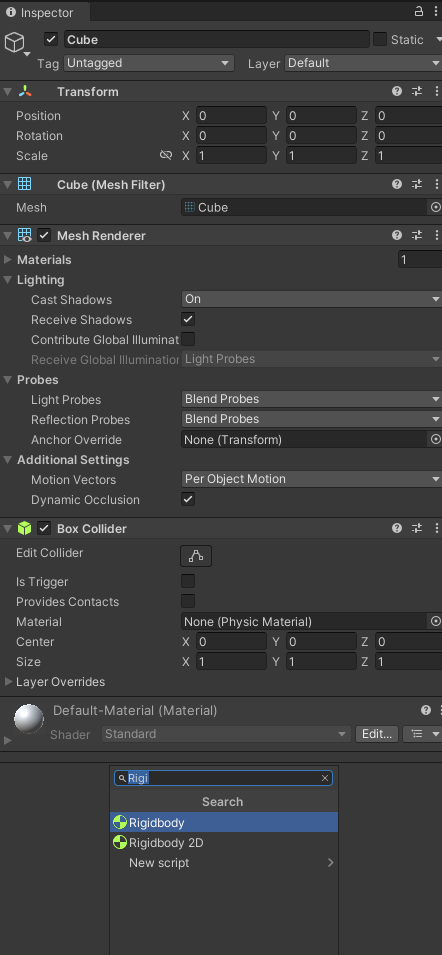 Inspector
Cube
Static
Tag Untagged Layer Default
Transform
Position X 0 Y 0 Z 0
Rotation X 0 Y 0 Z 0
Scale X 1 Y 1 Z 1
Cube (Mesh Filter)
Mesh Cube
Mesh Renderer
Materials 1
Lighting
Cast Shadows On
Receive Shadows
Contribute Global Illuminat
Receive Global Illumination Light Probes
Probes
Light Probes Blend Probes
Reflection Probes Blend Probes
Anchor Override None (Transform)
Additional Settings
Motion Vectors Per Object Motion
Dynamic Occlusion
Box Collider
Edit Collider
Is Trigger
Provides Contacts
Material None (Physic Material)
Center X 0 Y 0 Z 0
Size X 1 Y 1 Z 1
Layer Overrides
Default-Material (Material)
Shader Standard Edit...
Rigi
Search
Rigidbody
Rigidbody 2D
New script